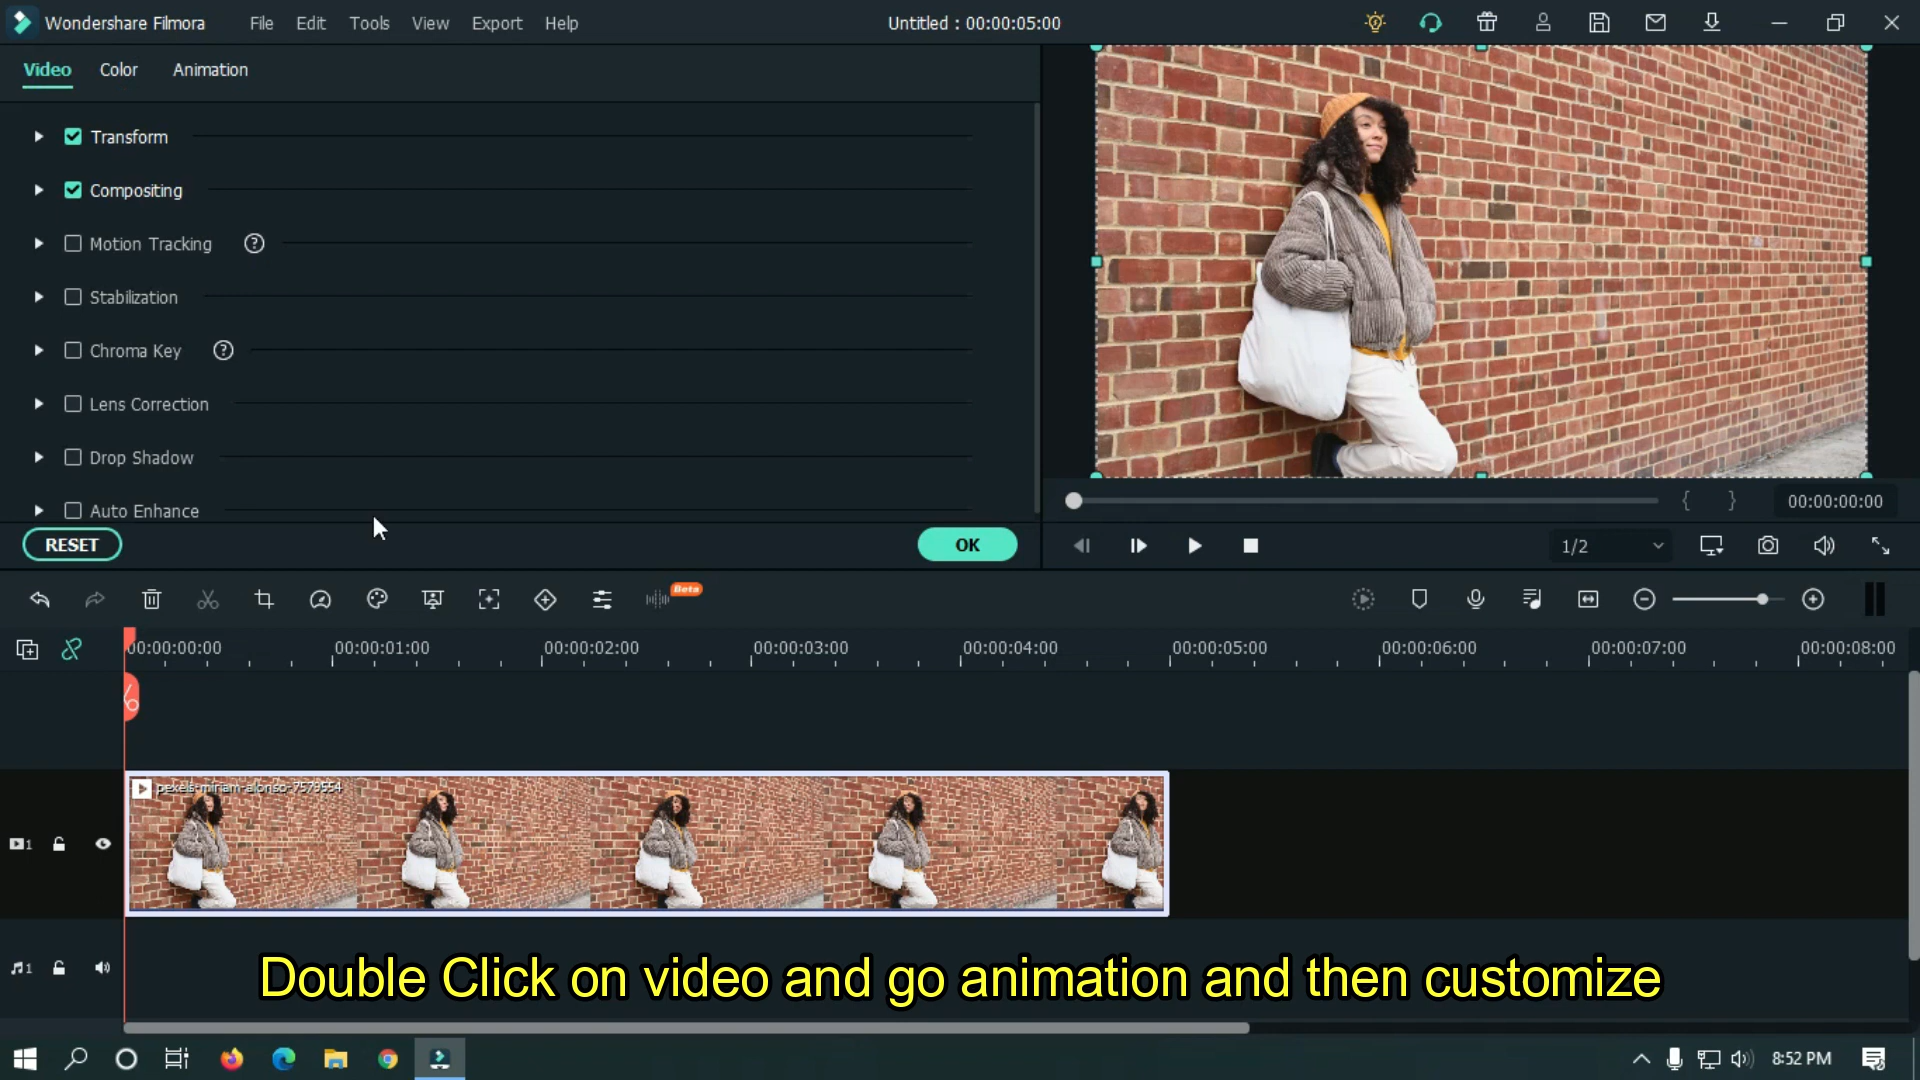 Wondershare Filmora
File Edit Tools View Export Help
Untitled : 00:00:05:00
Video Color Animation
Transform
Compositing
Motion Tracking ?
Stabilization
Chroma Key ?
Lens Correction
Drop Shadow
Auto Enhance
RESET OK
{ } 00:00:00:00
1/2
Beta
00:00:00:00 00:00:01:00 00:00:02:00 00:00:03:00 00:00:04:00 00:00:05:00 00:00:06:00 00:00:07:00 00:00:08:00
pexels-miriam-alonso-7579554
1
1
Double Click on video and go animation and then customize
8:52 PM